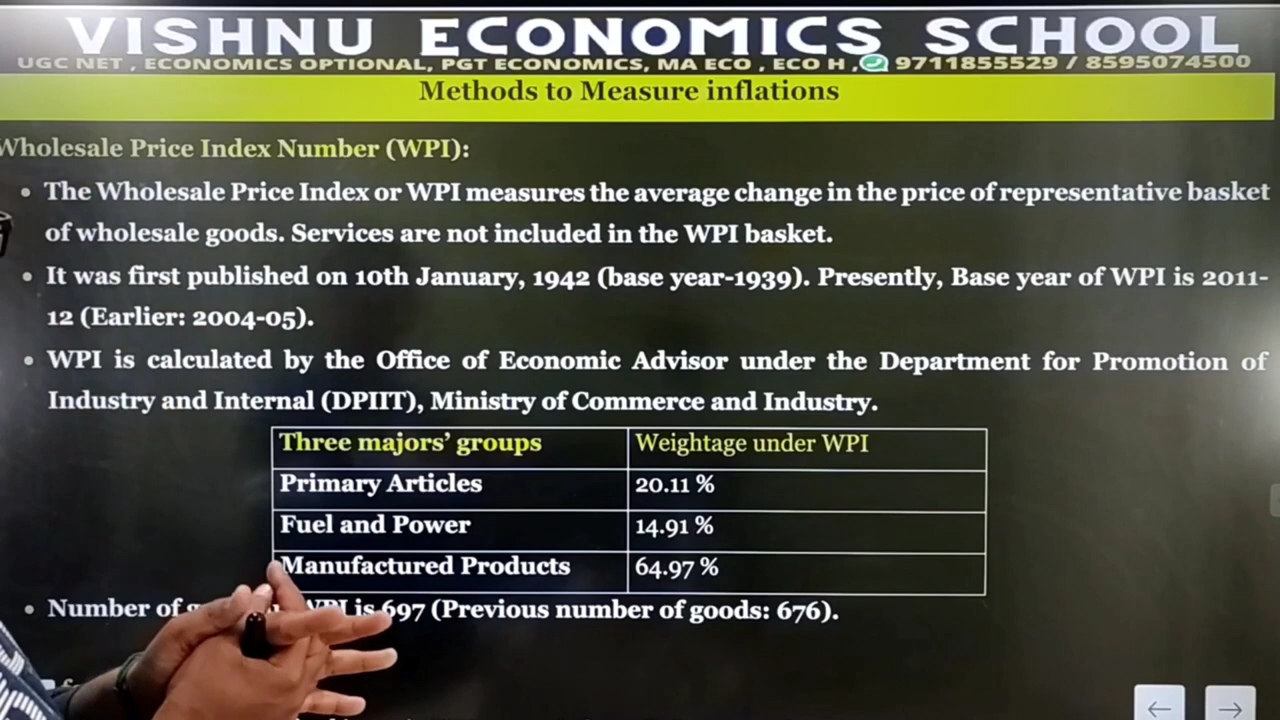 VISHNU ECONOMICS SCHOOL
UGC NET , ECONOMICS OPTIONAL, PGT ECONOMICS, MA ECO , ECO H , 9711855529 / 8595074500
Methods to Measure inflations
Wholesale Price Index Number (WPI):
• The Wholesale Price Index or WPI measures the average change in the price of representative basket
of wholesale goods. Services are not included in the WPI basket.
• It was first published on 10th January, 1942 (base year-1939). Presently, Base year of WPI is 2011-
12 (Earlier: 2004-05).
• WPI is calculated by the Office of Economic Advisor under the Department for Promotion of
Industry and Internal (DPIIT), Ministry of Commerce and Industry.
Three majors' groups Weightage under WPI
Primary Articles 20.11 %
Fuel and Power 14.91 %
Manufactured Products 64.97 %
• Number of WPI is 697 (Previous number of goods: 676).